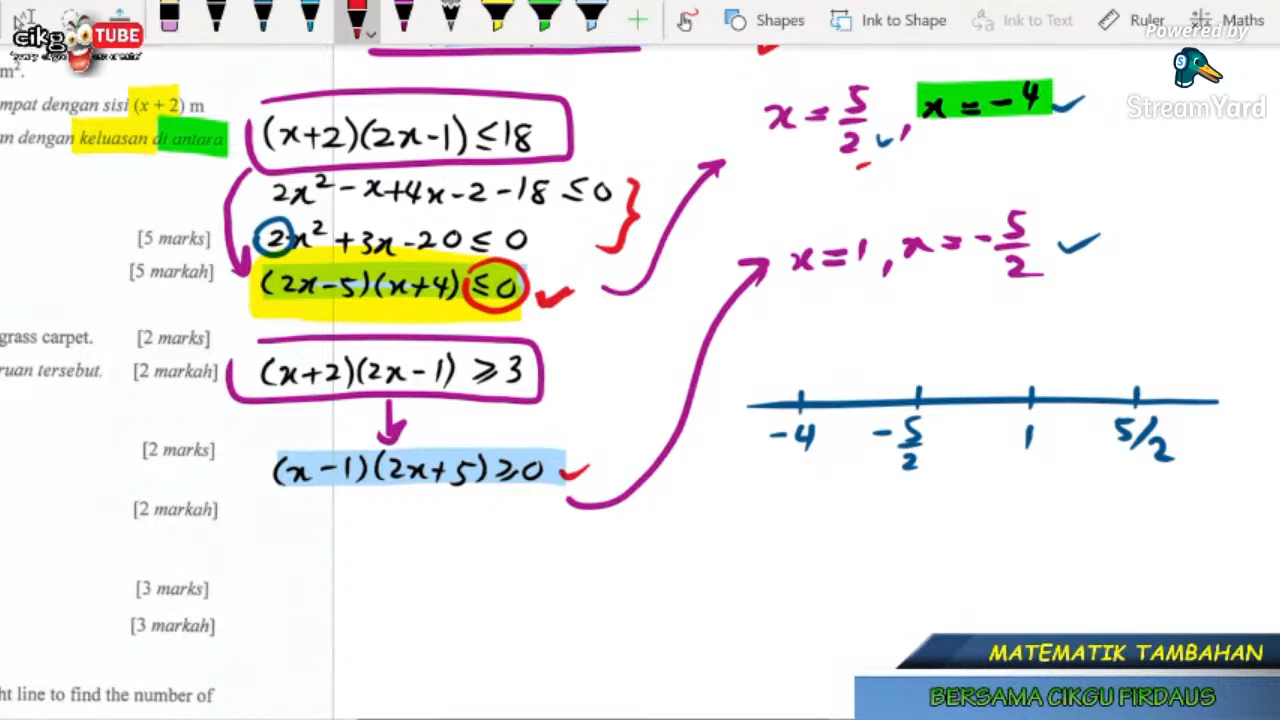 Shapes
Ink to Shape
Ink to Text
Ruler
Maths
cikg TUBE
Powered by
StreamYard
m².
mpat dengan sisi (x + 2) m
an dengan keluasan di antara
[5 marks]
[5 markah]
grass carpet. [2 marks]
ruan tersebut. [2 markah]
[2 marks]
[2 markah]
[3 marks]
[3 markah]
ht line to find the number of
(x+2)(2x-1) ≤ 18
2x² - x + 4x - 2 - 18 ≤ 0
2x² + 3x - 20 ≤ 0
(2x-5)(x+4) ≤ 0
(x+2)(2x-1) ≥ 3
(x-1)(2x+5) ≥ 0
x = 5/2 , x = -4
x = 1, x = -5/2
-4 -5/2 1 5/2
MATEMATIK TAMBAHAN
BERSAMA CIKGU FIRDAUS